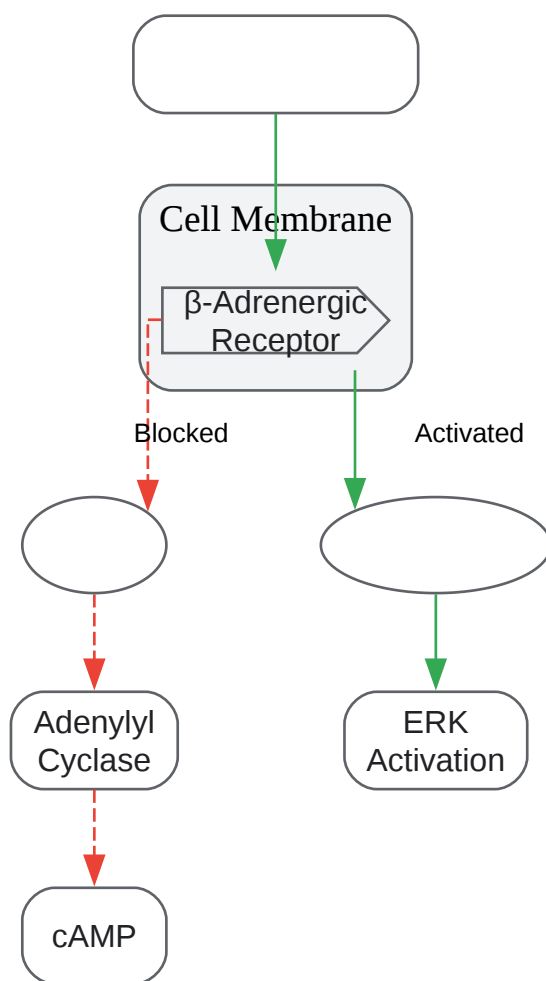 Cell Membrane
β-Adrenergic
Receptor
Blocked
Activated
Adenylyl
Cyclase
ERK
Activation
cAMP